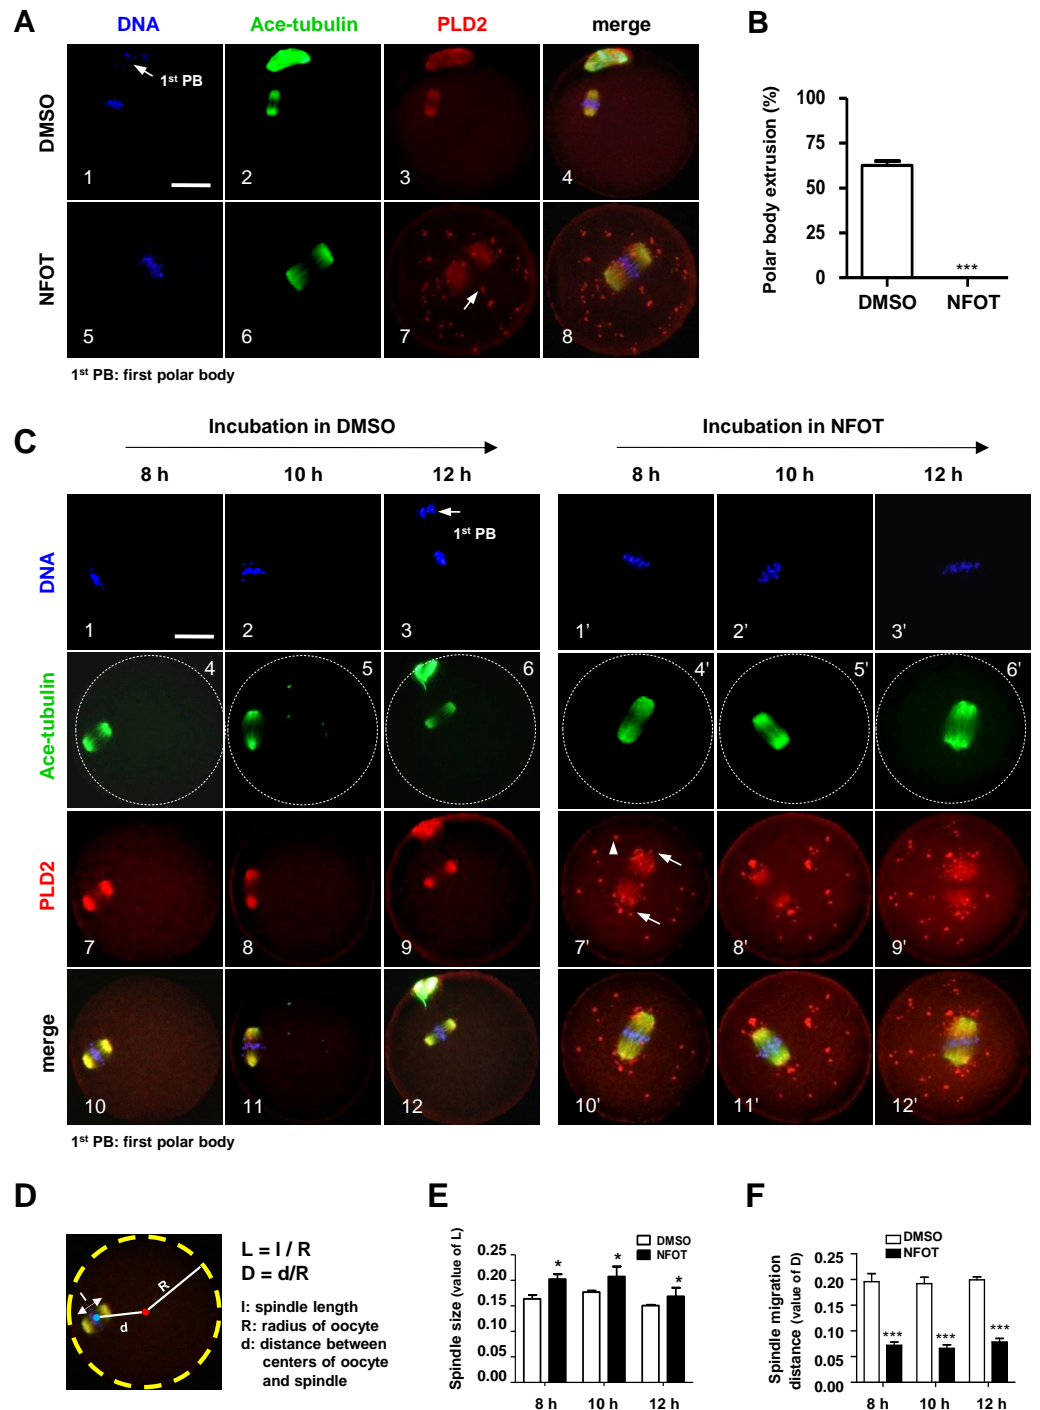 A
DNA
Ace-tubulin
PLD2
merge
DMSO
1st PB
1
2
3
4
NFOT
5
6
7
8
1st PB: first polar body
B
Polar body extrusion (%)
100
75
50
25
0
***
DMSO
NFOT
C
Incubation in DMSO
Incubation in NFOT
8 h
10 h
12 h
8 h
10 h
12 h
DNA
1st PB
1
2
3
1'
2'
3'
Ace-tubulin
4
5
6
4'
5'
6'
PLD2
7
8
9
7'
8'
9'
merge
10
11
12
10'
11'
12'
1st PB: first polar body
D
l
d
R
L = l / R
D = d/R
l: spindle length
R: radius of oocyte
d: distance between
centers of oocyte
and spindle
E
Spindle size (value of L)
DMSO
NFOT
0.25
0.20
0.15
0.10
0.05
0.00
*
*
*
8 h
10 h
12 h
F
Spindle migration
distance (value of D)
DMSO
NFOT
0.25
0.20
0.15
0.10
0.05
0.00
***
***
***
8 h
10 h
12 h